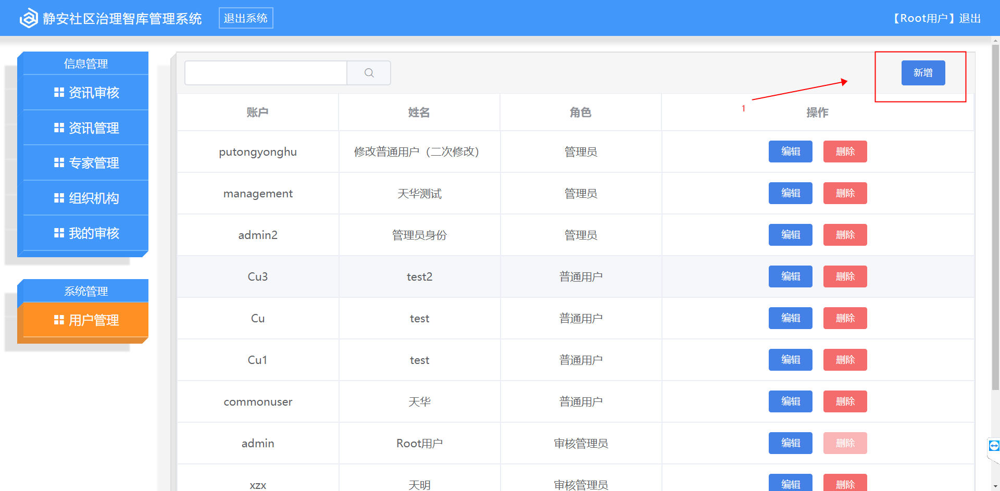 静安社区治理智库管理系统 退出系统 【Root用户】退出
信息管理
资讯审核
资讯管理
专家管理
组织机构
我的审核
系统管理
用户管理
新增
1
账户 姓名 角色 操作
putongyonghu 修改普通用户（二次修改） 管理员 编辑 删除
management 天华测试 管理员 编辑 删除
admin2 管理员身份 管理员 编辑 删除
Cu3 test2 普通用户 编辑 删除
Cu test 普通用户 编辑 删除
Cu1 test 普通用户 编辑 删除
commonuser 天华 普通用户 编辑 删除
admin Root用户 审核管理员 编辑 删除
xzx 天明 审核管理员 编辑 删除